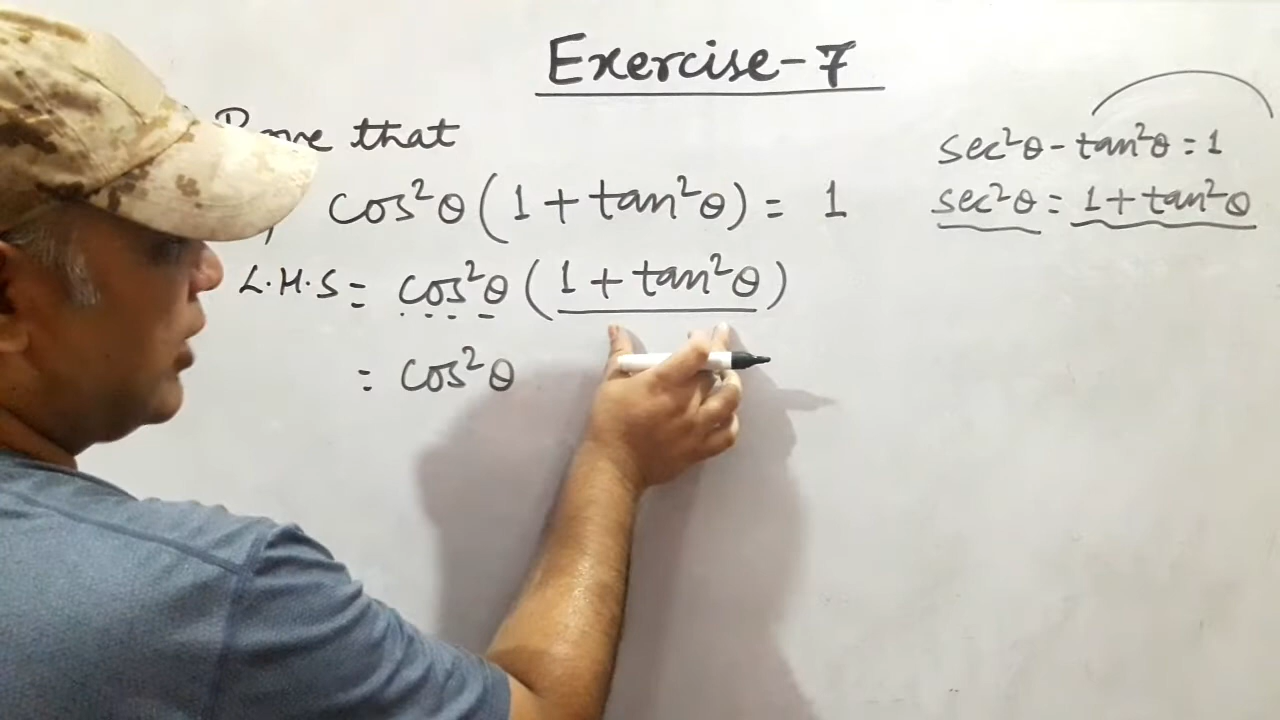 Exercise-7
Prove that
cos²θ(1+tan²θ)= 1
L.H.S = cos²θ(1+tan²θ)
= cos²θ
sec²θ-tan²θ=1
sec²θ=1+tan²θ